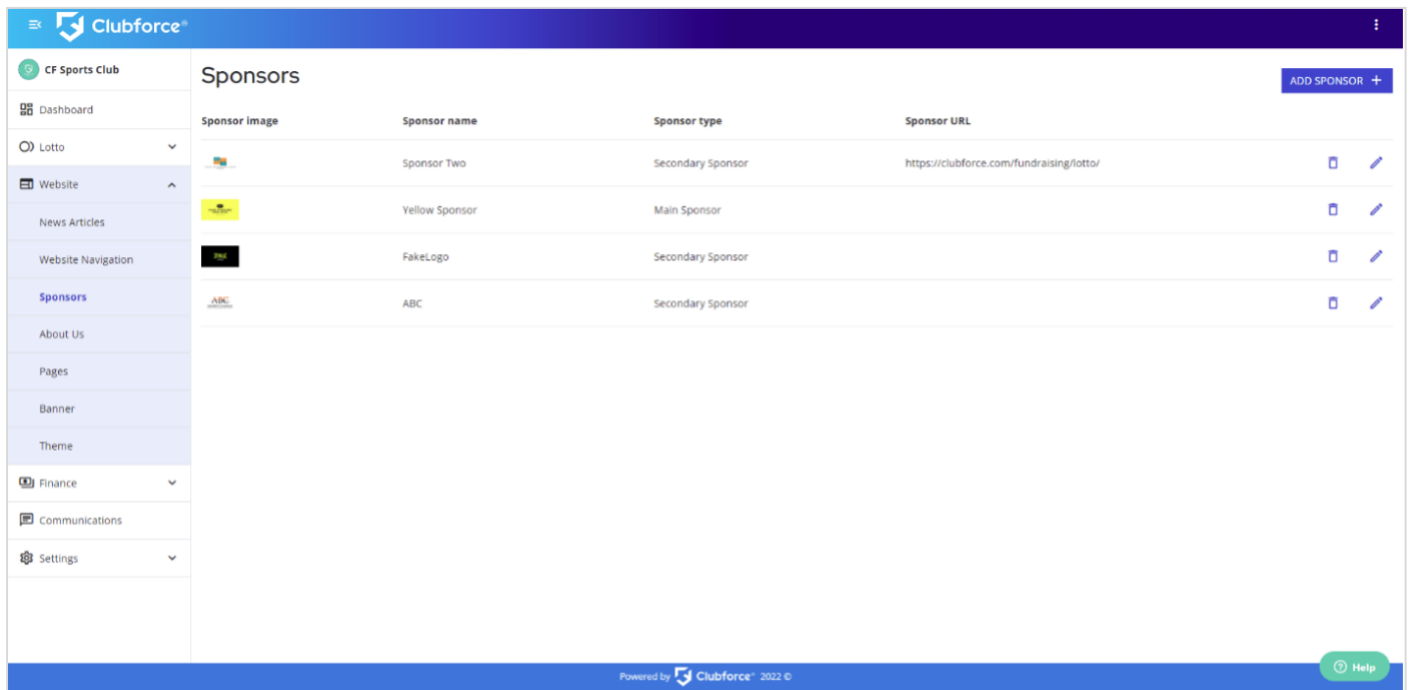 Clubforce®
CF Sports Club
Dashboard
Lotto
Website
News Articles
Website Navigation
Sponsors
About Us
Pages
Banner
Theme
Finance
Communications
Settings
Sponsors
ADD SPONSOR +
Sponsor image Sponsor name Sponsor type Sponsor URL
Sponsor Two Secondary Sponsor https://clubforce.com/fundraising/lotto/
Yellow Sponsor Main Sponsor
FakeLogo Secondary Sponsor
ABC ABC Secondary Sponsor
Powered by Clubforce® 2022 ©
Help